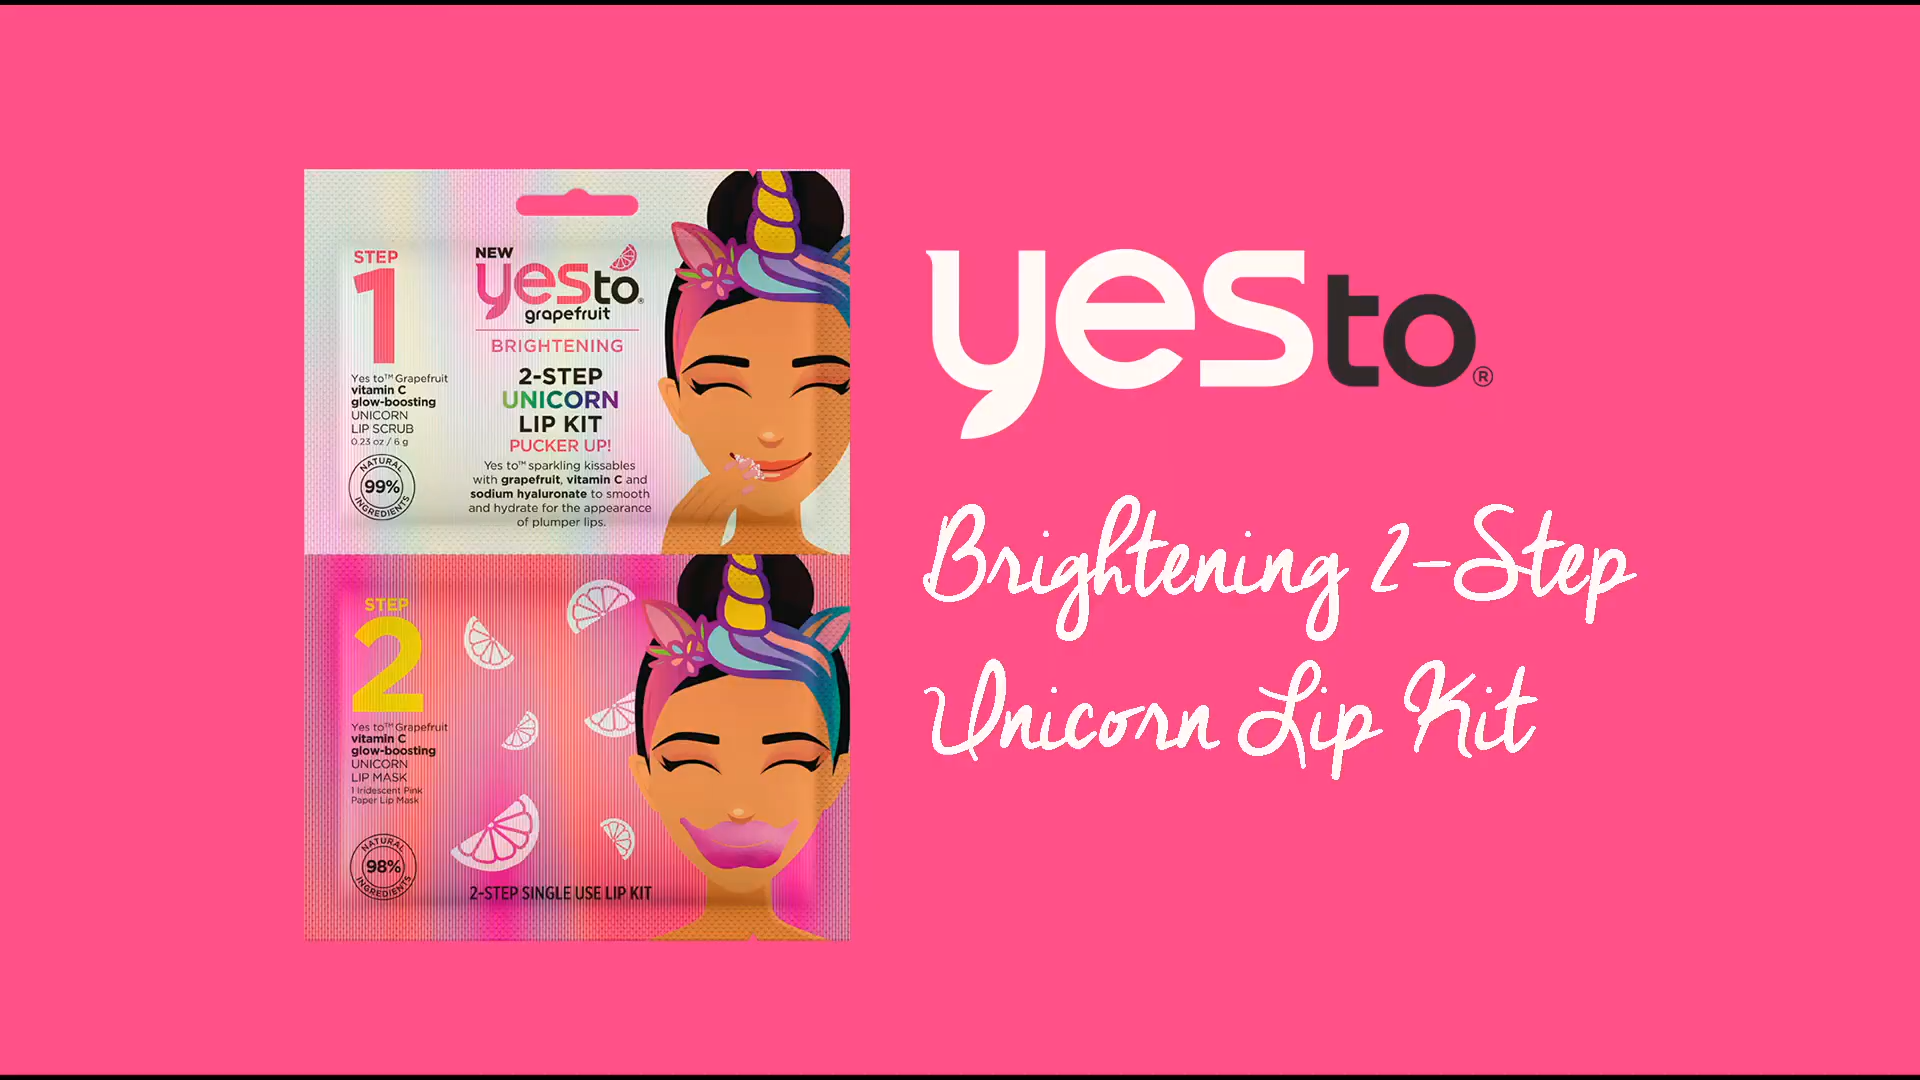 STEP
1
Yes to™ Grapefruit
vitamin C
glow-boosting
UNICORN
LIP SCRUB
0.23 oz / 6 g
NATURAL
99%
INGREDIENTS
NEW
yesto®
grapefruit
BRIGHTENING
2-STEP
UNICORN
LIP KIT
PUCKER UP!
Yes to™ sparkling kissables
with grapefruit, vitamin C and
sodium hyaluronate to smooth
and hydrate for the appearance
of plumper lips.
STEP
2
Yes to™ Grapefruit
vitamin C
glow-boosting
UNICORN
LIP MASK
1 Iridescent Pink
Paper Lip Mask
NATURAL
98%
INGREDIENTS
2-STEP SINGLE USE LIP KIT
yesto®
Brightening 2-Step
Unicorn Lip Kit